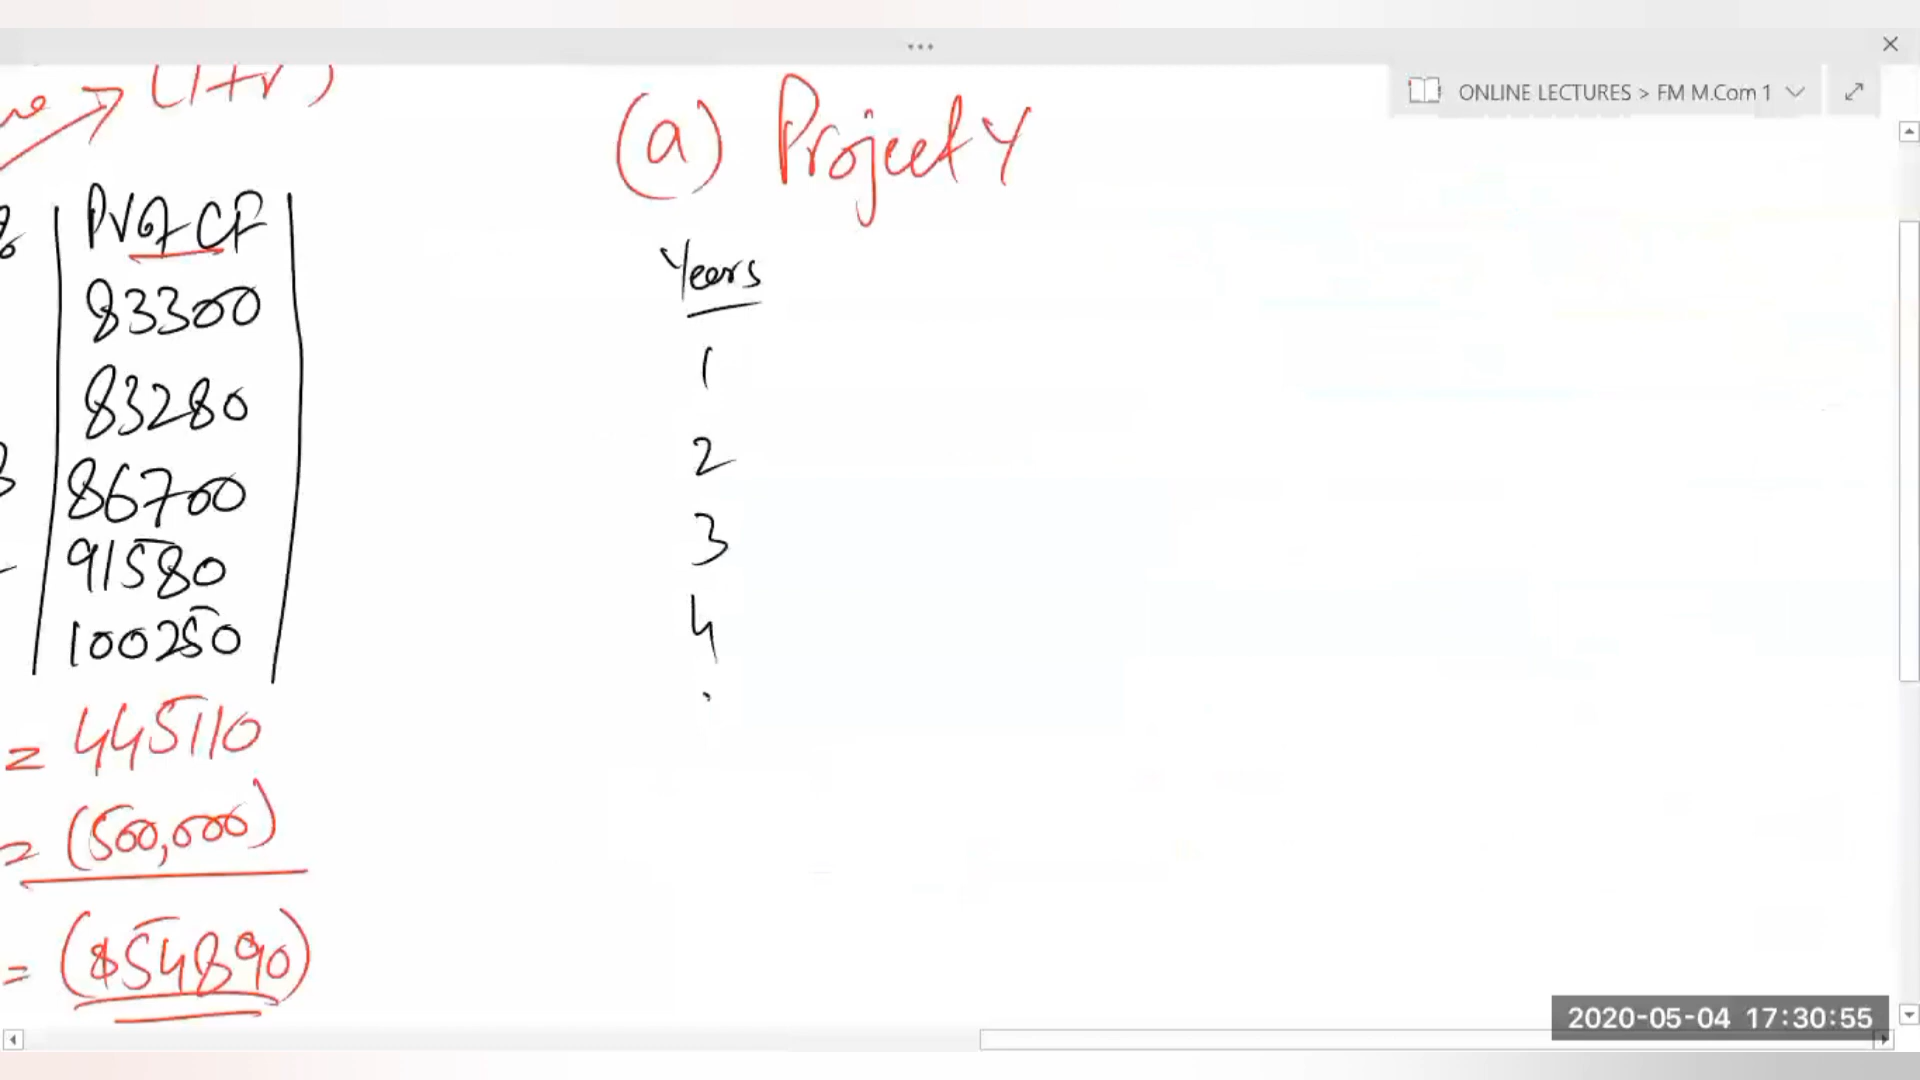 ONLINE LECTURES > FM M.Com 1
(1+r)
PV of CF
83300
83280
86700
91580
100250
= 445110
= (500,000)
= ($54890)
(a) Project Y
Years
1
2
3
4
2020-05-04 17:30:55